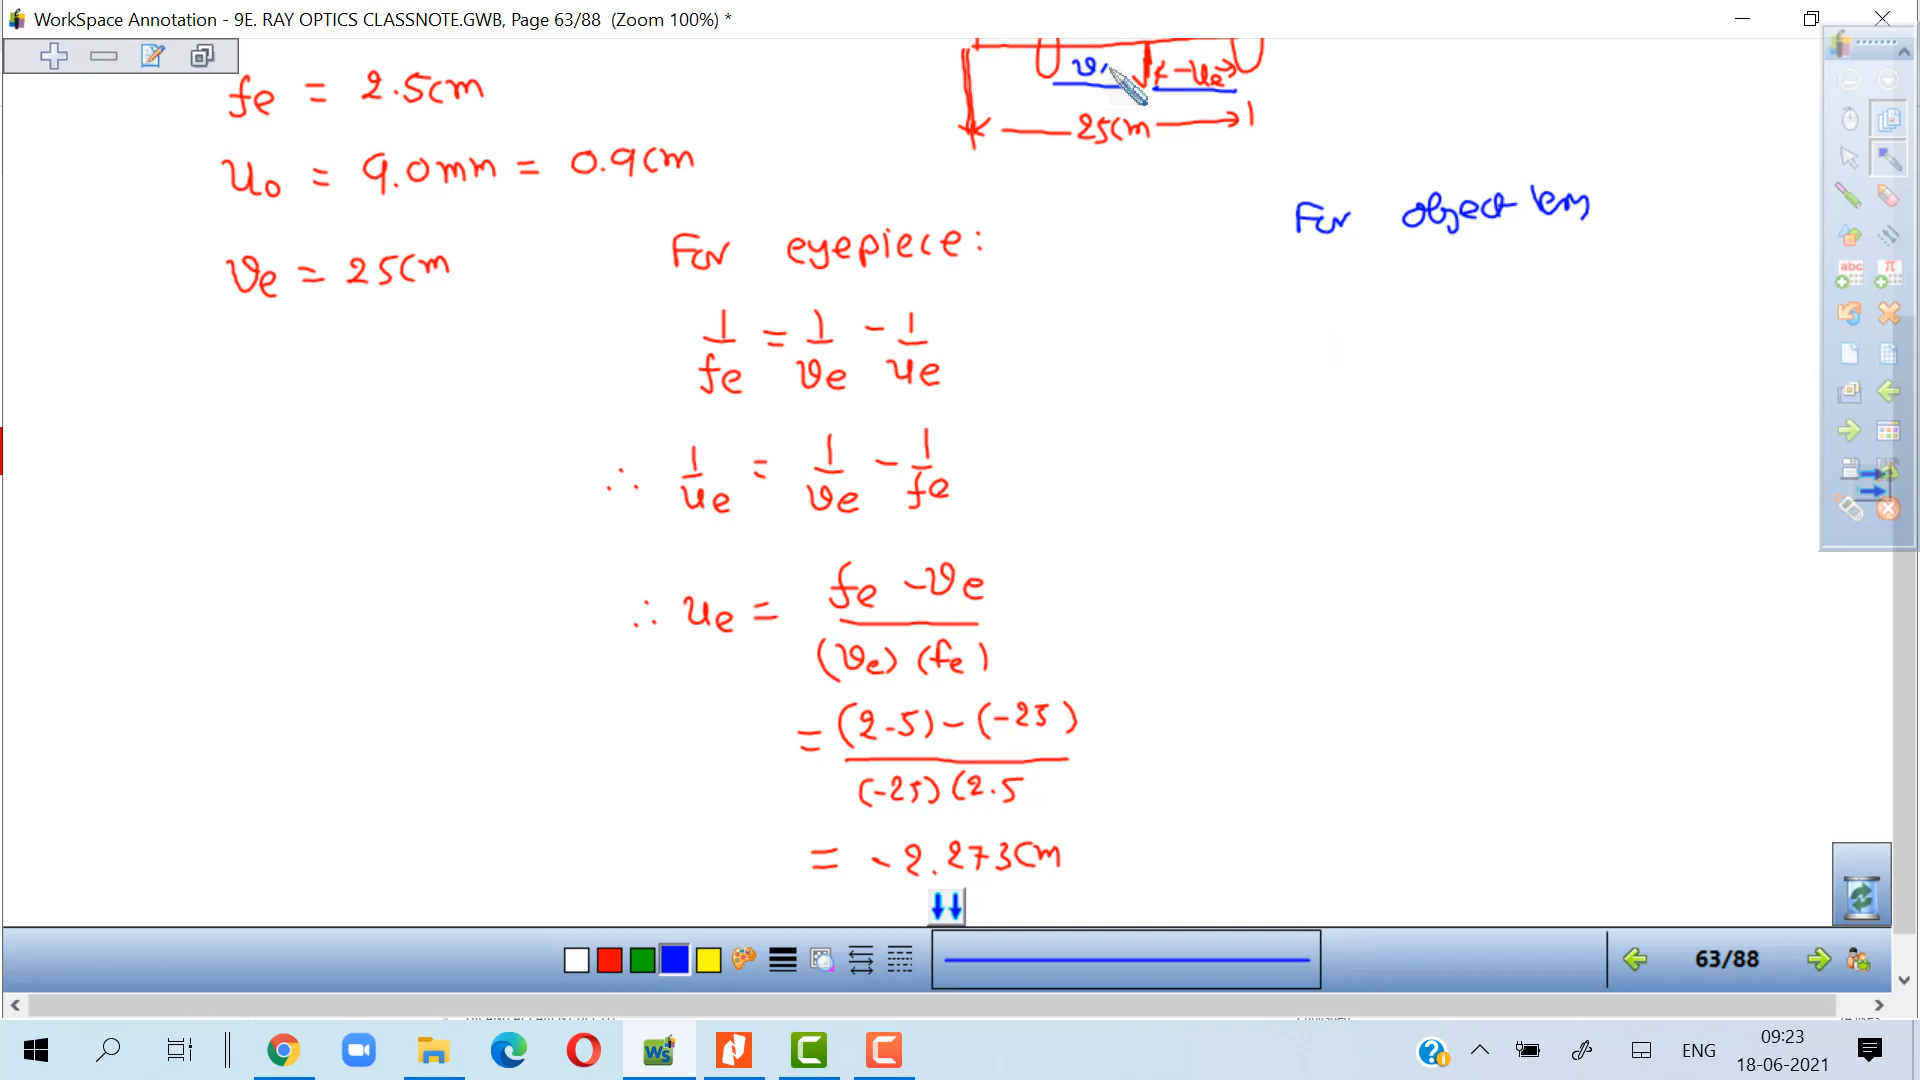 WorkSpace Annotation - 9E. RAY OPTICS CLASSNOTE.GWB, Page 63/88 (Zoom 100%) *
fe = 2.5cm
u₀ = 9.0mm = 0.9cm
ve = 25cm
-ue
25cm
For eyepiece:
1/fe = 1/ve - 1/ue
∴ 1/ue = 1/ve - 1/fe
∴ ue = fe - ve / (ve) (fe)
= (2.5) - (-25) / (-25) (2.5
= -2.273cm
For object lens
abc
π
63/88
ENG
09:23
18-06-2021